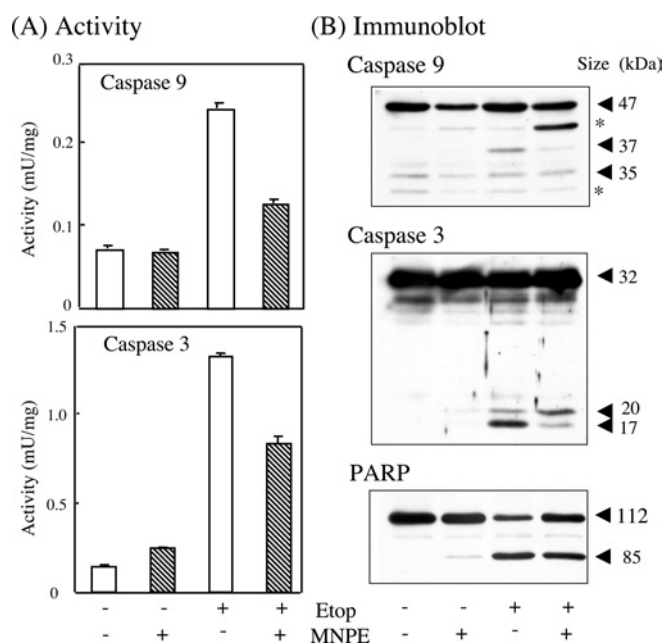 (A) Activity
(B) Immunoblot
Caspase 9
0.3
0.2
0.1
0
Activity (mU/mg)
Caspase 3
1.5
1.0
0.5
0.00
Activity (mU/mg)
- - + + Etop
- + - + MNPE
Caspase 9
Size (kDa)
47
*
37
35
*
Caspase 3
32
20
17
PARP
112
85
- - + +
- + - +